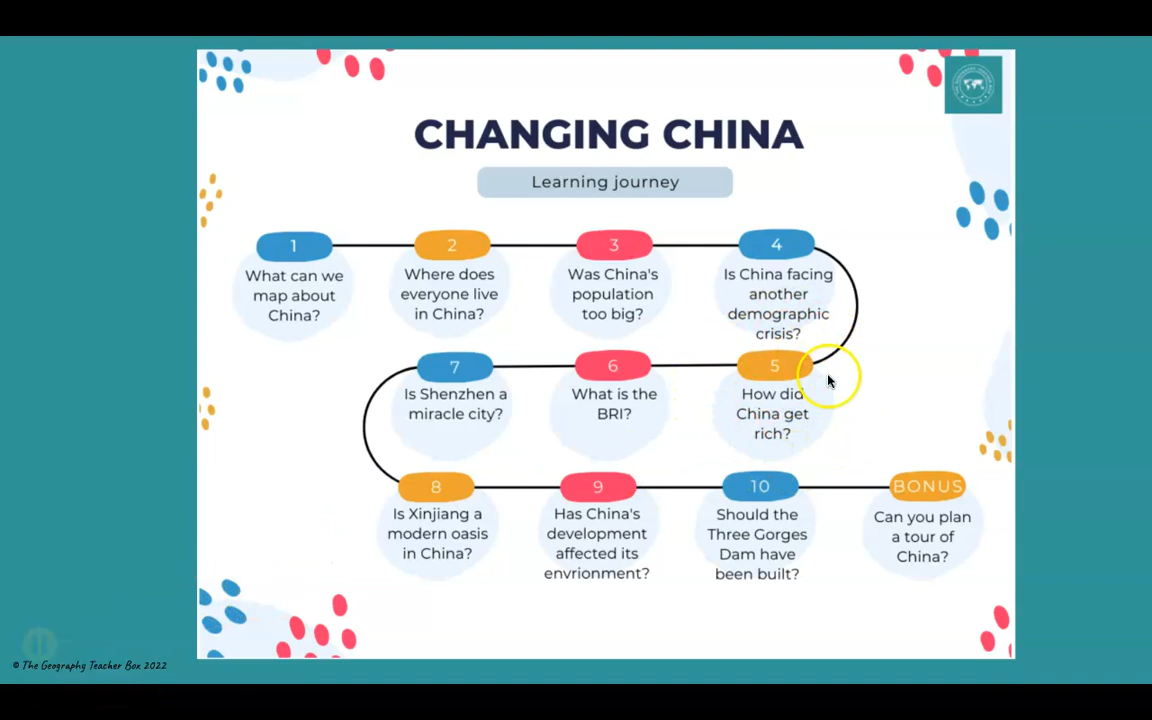 CHANGING CHINA
Learning journey
1
What can we
map about
China?
2
Where does
everyone live
in China?
3
Was China's
population
too big?
4
Is China facing
another
demographic
crisis?
5
How did
China get
rich?
6
What is the
BRI?
7
Is Shenzhen a
miracle city?
8
Is Xinjiang a
modern oasis
in China?
9
Has China's
development
affected its
envrionment?
10
Should the
Three Gorges
Dam have
been built?
BONUS
Can you plan
a tour of
China?
© The Geography Teacher Box 2022